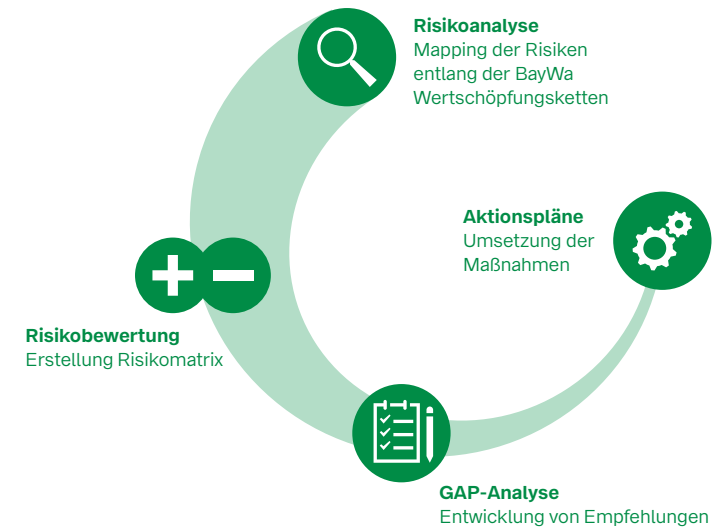 Risikoanalyse
Mapping der Risiken
entlang der BayWa
Wertschöpfungsketten
Aktionspläne
Umsetzung der
Maßnahmen
Risikobewertung
Erstellung Risikomatrix
GAP-Analyse
Entwicklung von Empfehlungen